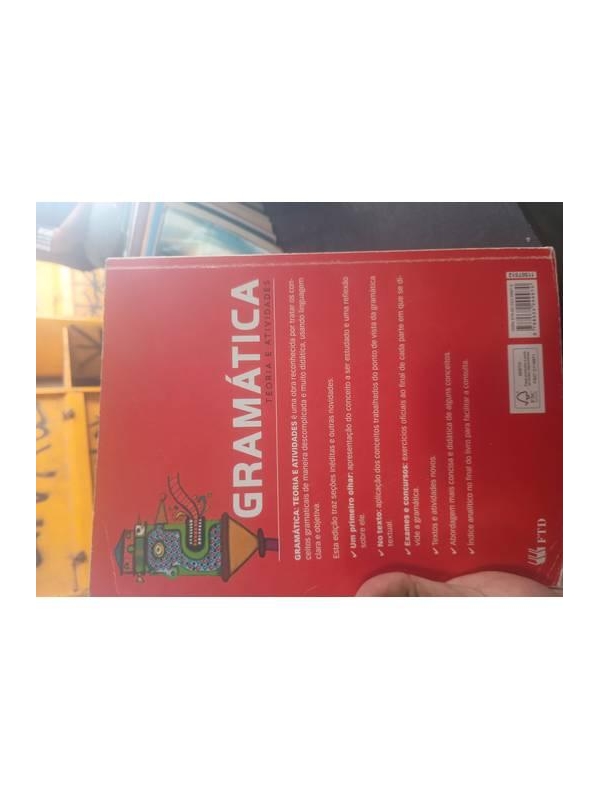 GRAMÁTICA
TEORIA E ATIVIDADES
GRAMÁTICA: TEORIA E ATIVIDADES é uma obra reconhecida por tratar os con-
ceitos gramaticais de maneira descomplicada e muito didática, usando linguagem
clara e objetiva.
Esta edição traz seções inéditas e outras novidades.
✓ Um primeiro olhar: apresentação do conceito a ser estudado e uma reflexão
sobre ele.
✓ No texto: aplicação dos conceitos trabalhados do ponto de vista da gramática
textual.
✓ Exames e concursos: exercícios oficiais ao final de cada parte em que se di-
vide a gramática.
✓ Textos e atividades novos.
✓ Abordagem mais concisa e didática de alguns conceitos.
✓ Índice analítico no final do livro para facilitar a consulta.
FTD
FSC